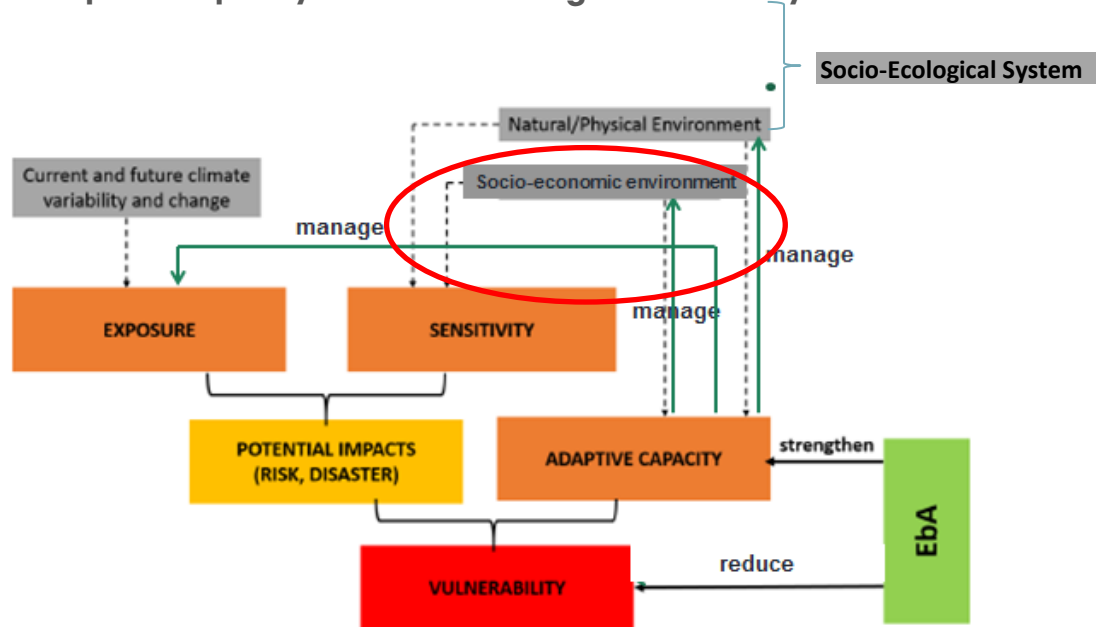 Socio-Ecological System
Natural/Physical Environment
Current and future climate
variability and change
Socio-economic environment
manage
manage
manage
EXPOSURE
SENSITIVITY
POTENTIAL IMPACTS
(RISK, DISASTER)
ADAPTIVE CAPACITY
strengthen
EbA
VULNERABILITY
reduce